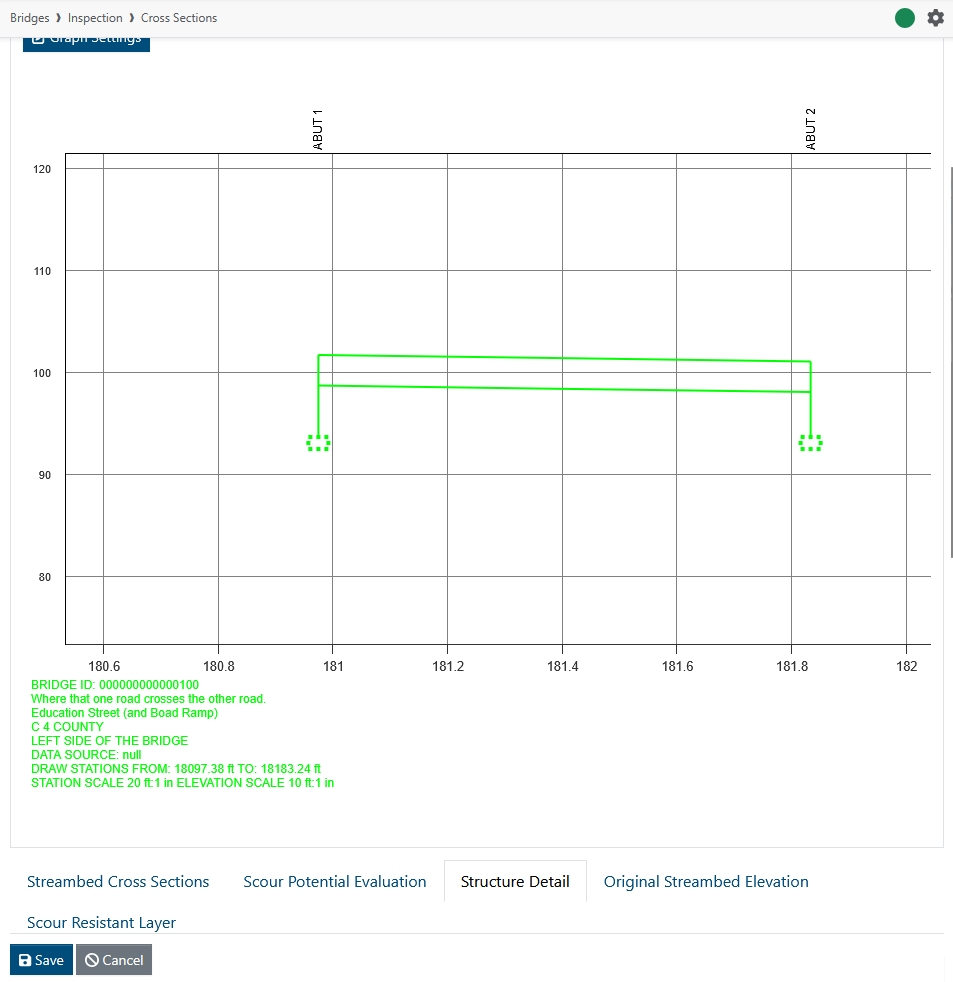 Bridges ❯ Inspection ❯ Cross Sections
Graph Settings
ABUT 1
ABUT 2
120
110
100
90
80
180.6 180.8 181 181.2 181.4 181.6 181.8 182
BRIDGE ID: 000000000000100
Where that one road crosses the other road.
Education Street (and Boad Ramp)
C 4 COUNTY
LEFT SIDE OF THE BRIDGE
DATA SOURCE: null
DRAW STATIONS FROM: 18097.38 ft TO: 18183.24 ft
STATION SCALE 20 ft:1 in ELEVATION SCALE 10 ft:1 in
Streambed Cross Sections Scour Potential Evaluation Structure Detail Original Streambed Elevation
Scour Resistant Layer
Save Cancel